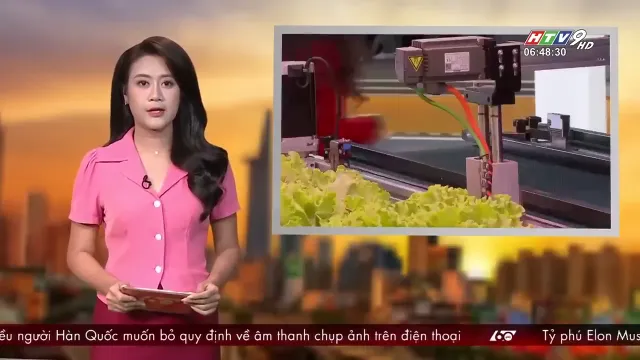 HTV9 HD
06:48:30
ều người Hàn Quốc muốn bỏ quy định về âm thanh chụp ảnh trên điện thoại 60 Tỷ phú Elon Mus